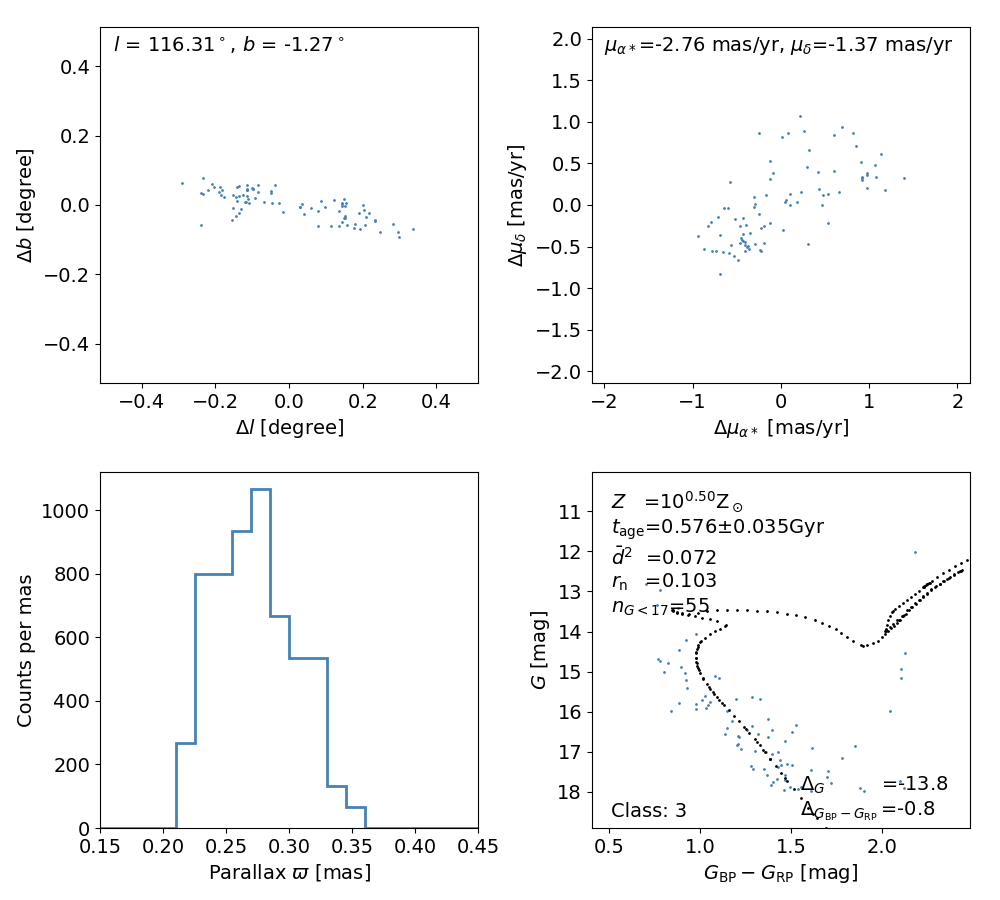 l = 116.31°, b = -1.27°
0.4
0.2
0.0
−0.2
−0.4
−0.4 −0.2 0.0 0.2 0.4
Δl [degree]
Δb [degree]
μα*=-2.76 mas/yr, μδ=-1.37 mas/yr
2.0
1.5
1.0
0.5
0.0
−0.5
−1.0
−1.5
−2.0
−2 −1 0 1 2
Δμα* [mas/yr]
Δμδ [mas/yr]
1000
800
600
400
200
0
0.15 0.20 0.25 0.30 0.35 0.40 0.45
Parallax ϖ [mas]
Counts per mas
Z =10^0.50 Z⊙
tage=0.576±0.035Gyr
d̄² =0.072
rn =0.103
nG<17=55
11
12
13
14
15
16
17
18
ΔG =-13.8
ΔGBP−GRP=-0.8
Class: 3
0.5 1.0 1.5 2.0
GBP − GRP [mag]
G [mag]